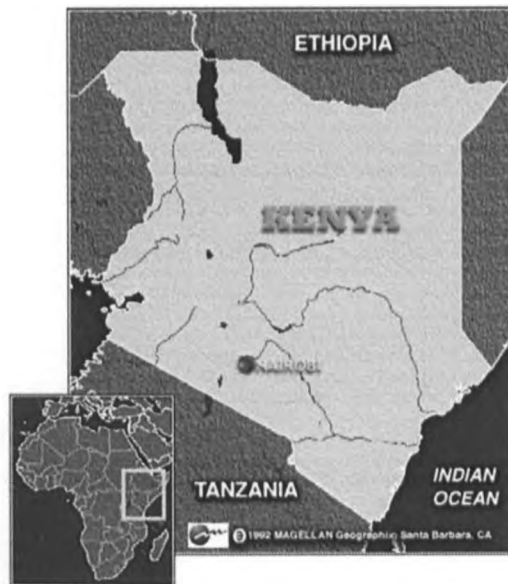 ETHIOPIA
KENYA
NAIROBI
TANZANIA
INDIAN
OCEAN
© 1992 MAGELLAN Geographix Santa Barbara, CA